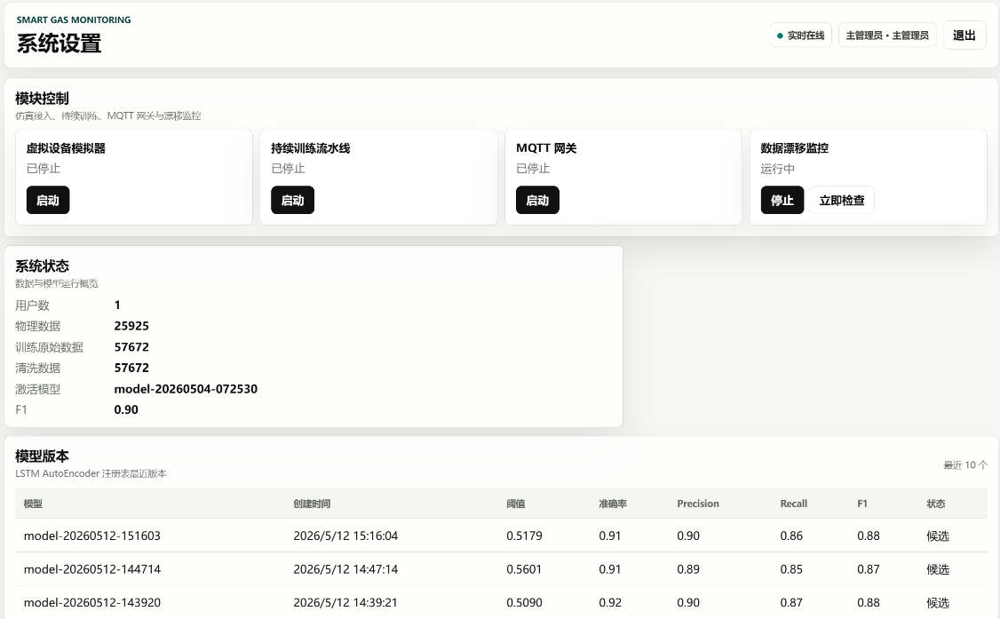 SMART GAS MONITORING
系统设置
实时在线
主管理员 • 主管理员
退出
模块控制
仿真接入、持续训练、MQTT 网关与漂移监控
虚拟设备模拟器
已停止
启动
持续训练流水线
已停止
启动
MQTT 网关
已停止
启动
数据漂移监控
运行中
停止 立即检查
系统状态
数据与模型运行概览
用户数 1
物理数据 25925
训练原始数据 57672
清洗数据 57672
激活模型 model-20260504-072530
F1 0.90
模型版本
LSTM AutoEncoder 注册表最近版本
最近 10 个
模型 创建时间 阈值 准确率 Precision Recall F1 状态
model-20260512-151603 2026/5/12 15:16:04 0.5179 0.91 0.90 0.86 0.88 候选
model-20260512-144714 2026/5/12 14:47:14 0.5601 0.91 0.89 0.85 0.87 候选
model-20260512-143920 2026/5/12 14:39:21 0.5090 0.92 0.90 0.87 0.88 候选